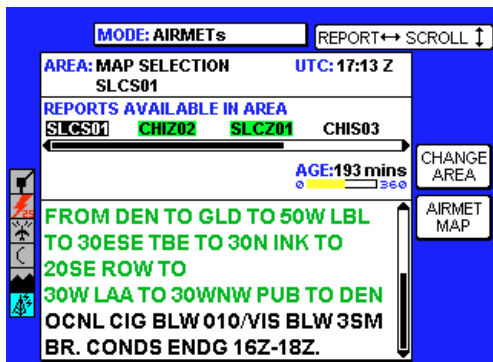 MODE: AIRMETs
REPORT↔ SCROLL ↕
AREA: MAP SELECTION UTC: 17:13 Z
SLCS01
REPORTS AVAILABLE IN AREA
SLCS01 CHIZ02 SLCZ01 CHIS03
AGE:193 mins
0 360
CHANGE
AREA
AIRMET
MAP
25
FROM DEN TO GLD TO 50W LBL
TO 30ESE TBE TO 30N INK TO
20SE ROW TO
30W LAA TO 30WNW PUB TO DEN
OCNL CIG BLW 010/VIS BLW 3SM
BR. CONDS ENDG 16Z-18Z.